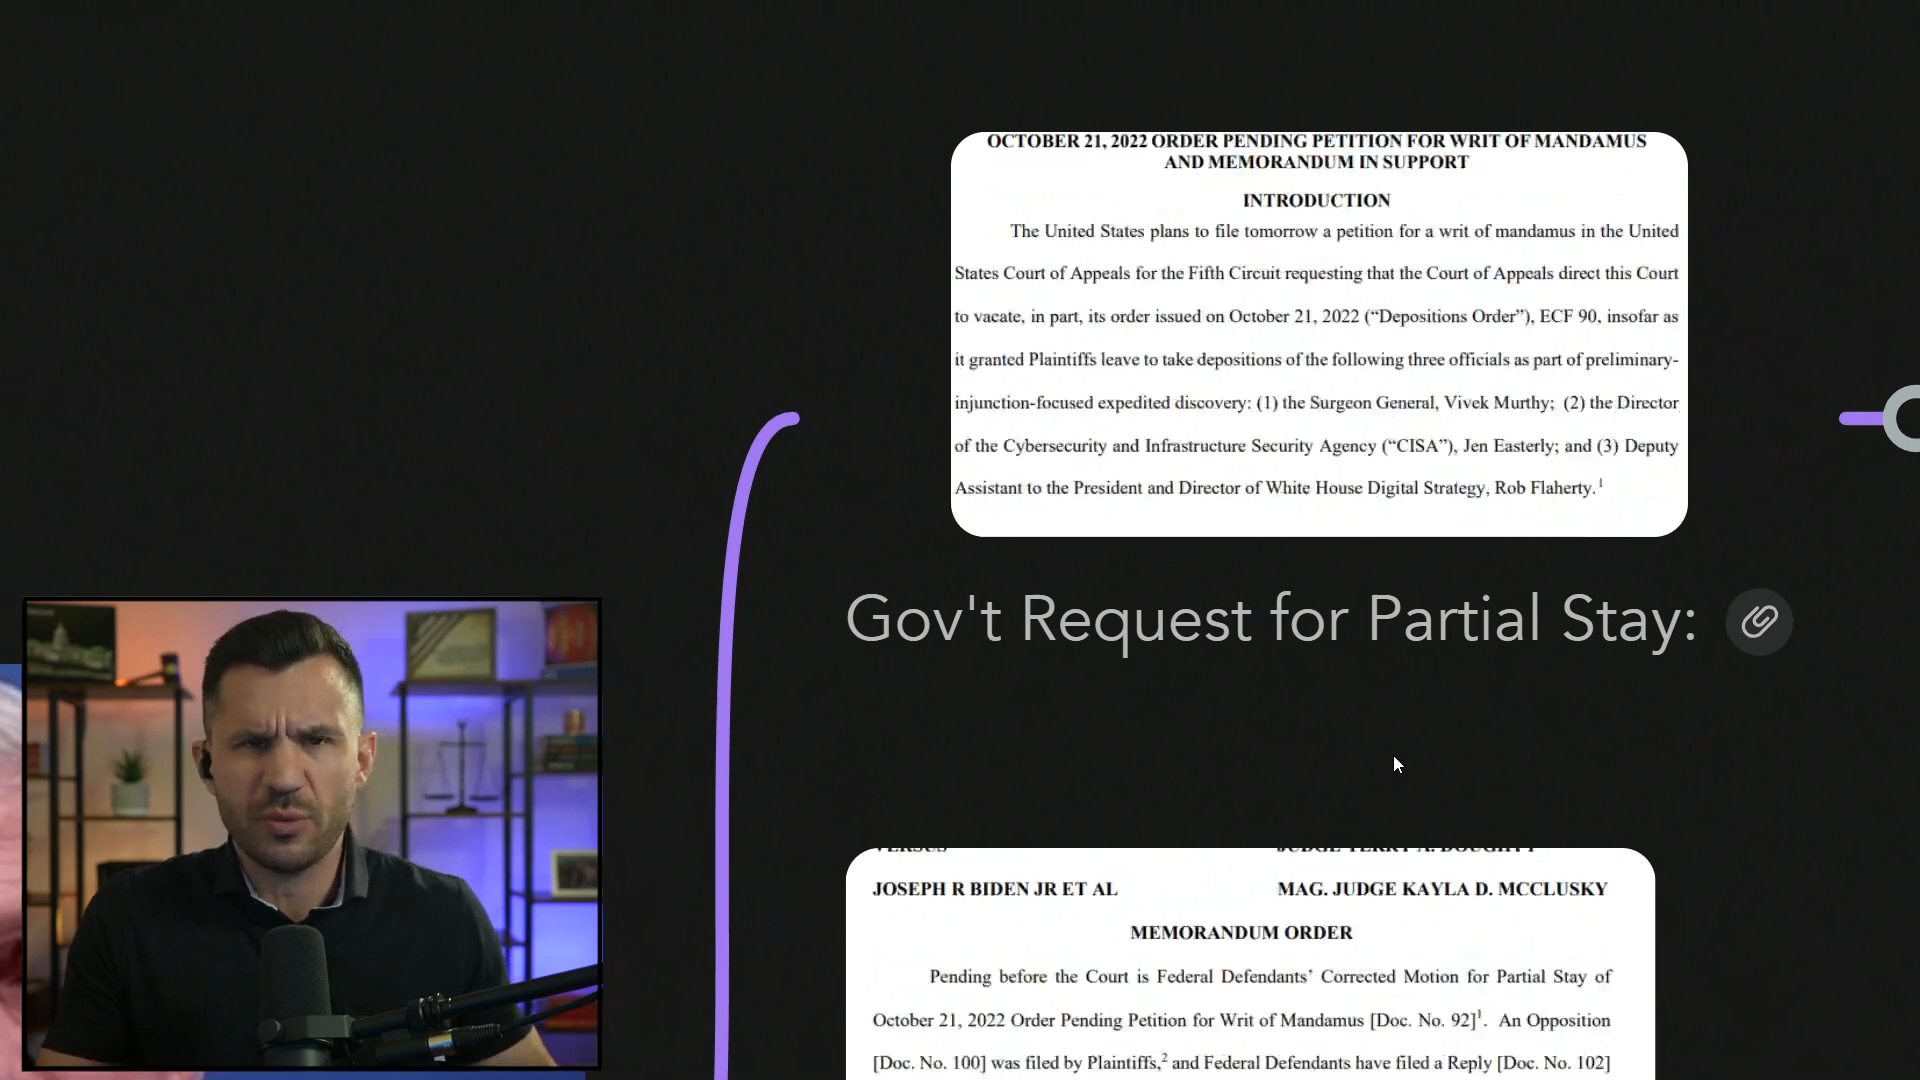 OCTOBER 21, 2022 ORDER PENDING PETITION FOR WRIT OF MANDAMUS
AND MEMORANDUM IN SUPPORT
INTRODUCTION
The United States plans to file tomorrow a petition for a writ of mandamus in the United
States Court of Appeals for the Fifth Circuit requesting that the Court of Appeals direct this Court
to vacate, in part, its order issued on October 21, 2022 (“Depositions Order”), ECF 90, insofar as
it granted Plaintiffs leave to take depositions of the following three officials as part of preliminary-
injunction-focused expedited discovery: (1) the Surgeon General, Vivek Murthy; (2) the Director
of the Cybersecurity and Infrastructure Security Agency (“CISA”), Jen Easterly; and (3) Deputy
Assistant to the President and Director of White House Digital Strategy, Rob Flaherty.¹
Gov't Request for Partial Stay:
VERSUS JUDGE TERRY A. DOUGHTY
JOSEPH R BIDEN JR ET AL MAG. JUDGE KAYLA D. MCCLUSKY
MEMORANDUM ORDER
Pending before the Court is Federal Defendants’ Corrected Motion for Partial Stay of
October 21, 2022 Order Pending Petition for Writ of Mandamus [Doc. No. 92]¹. An Opposition
[Doc. No. 100] was filed by Plaintiffs,² and Federal Defendants have filed a Reply [Doc. No. 102]